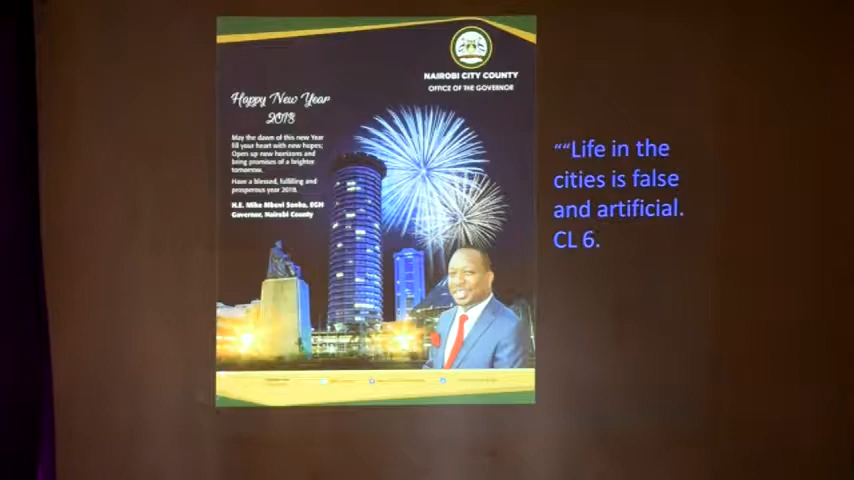 NAIROBI CITY COUNTY
OFFICE OF THE GOVERNOR
Happy New Year
2018
May the dawn of this new Year
fill your heart with new hopes;
Open up new horizons and
bring promises of a brighter
tomorrow.
Have a blessed, fulfilling and
prosperous year 2018.
H.E. Mike Mbuvi Sonko, EGH
Governor, Nairobi County
““Life in the
cities is false
and artificial.
CL 6.